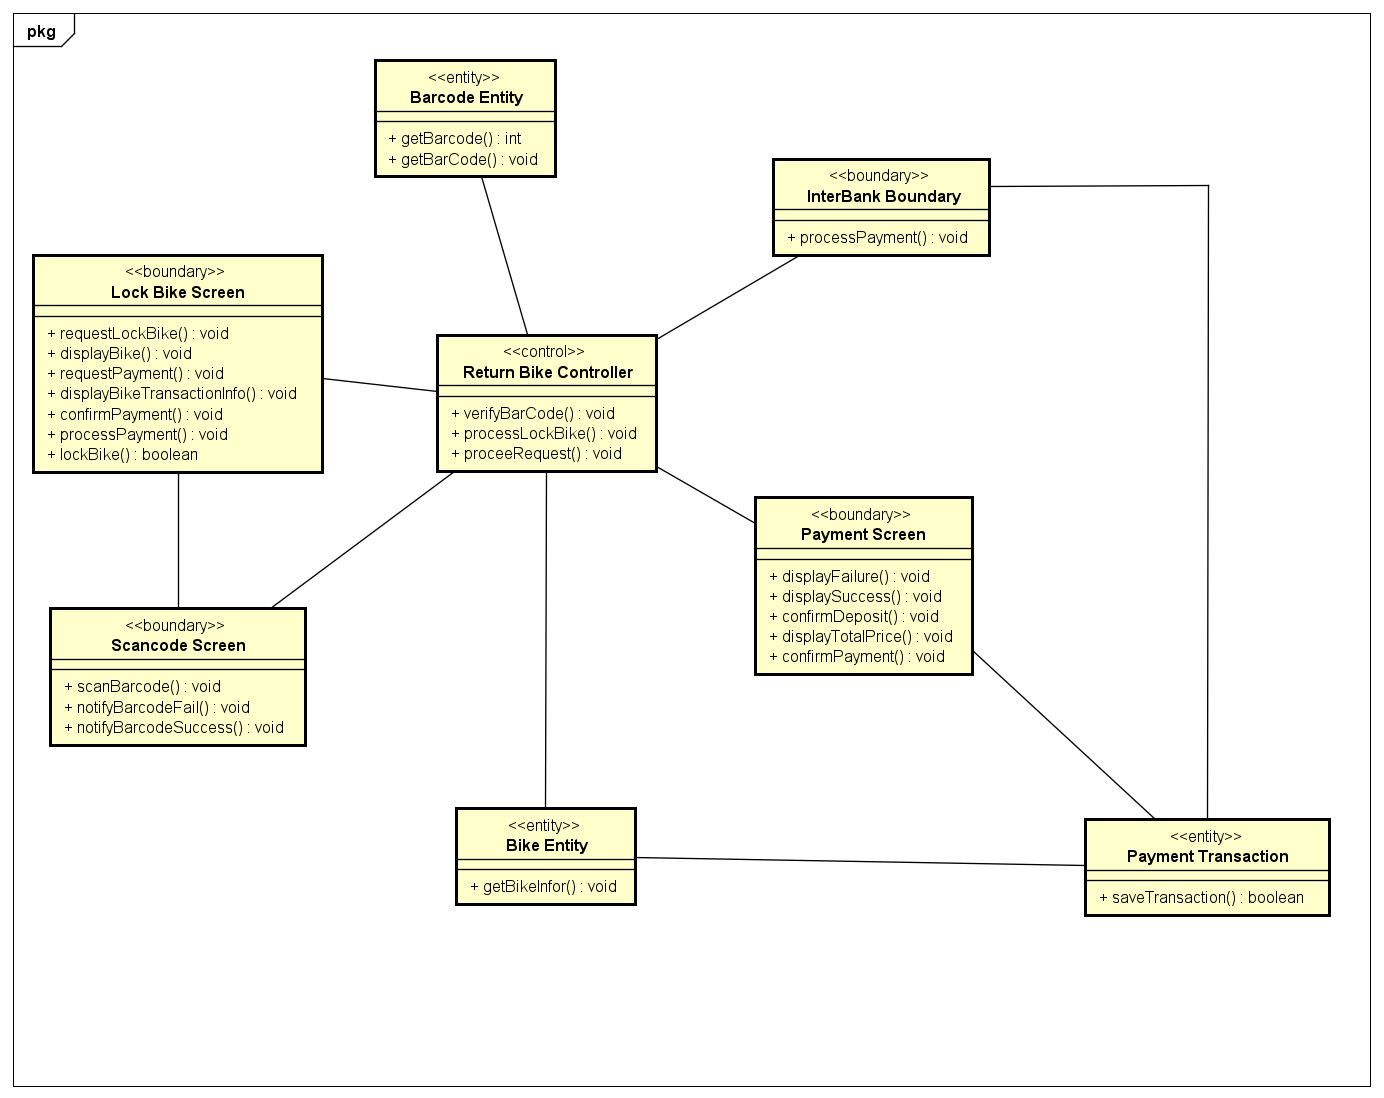 pkg
<<entity>>
Barcode Entity
+ getBarcode() : int
+ getBarCode() : void
<<boundary>>
InterBank Boundary
+ processPayment() : void
<<boundary>>
Lock Bike Screen
+ requestLockBike() : void
+ displayBike() : void
+ requestPayment() : void
+ displayBikeTransactionInfo() : void
+ confirmPayment() : void
+ processPayment() : void
+ lockBike() : boolean
<<control>>
Return Bike Controller
+ verifyBarCode() : void
+ processLockBike() : void
+ proceeRequest() : void
<<boundary>>
Payment Screen
+ displayFailure() : void
+ displaySuccess() : void
+ confirmDeposit() : void
+ displayTotalPrice() : void
+ confirmPayment() : void
<<boundary>>
Scancode Screen
+ scanBarcode() : void
+ notifyBarcodeFail() : void
+ notifyBarcodeSuccess() : void
<<entity>>
Bike Entity
+ getBikeInfor() : void
<<entity>>
Payment Transaction
+ saveTransaction() : boolean